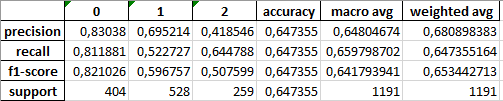 0 1 2 accuracy macro avg weighted avg
precision 0,83038 0,695214 0,418546 0,647355 0,64804674 0,680898383
recall 0,811881 0,522727 0,644788 0,647355 0,659798702 0,647355164
f1-score 0,821026 0,596757 0,507599 0,647355 0,641793941 0,653442713
support 404 528 259 0,647355 1191 1191